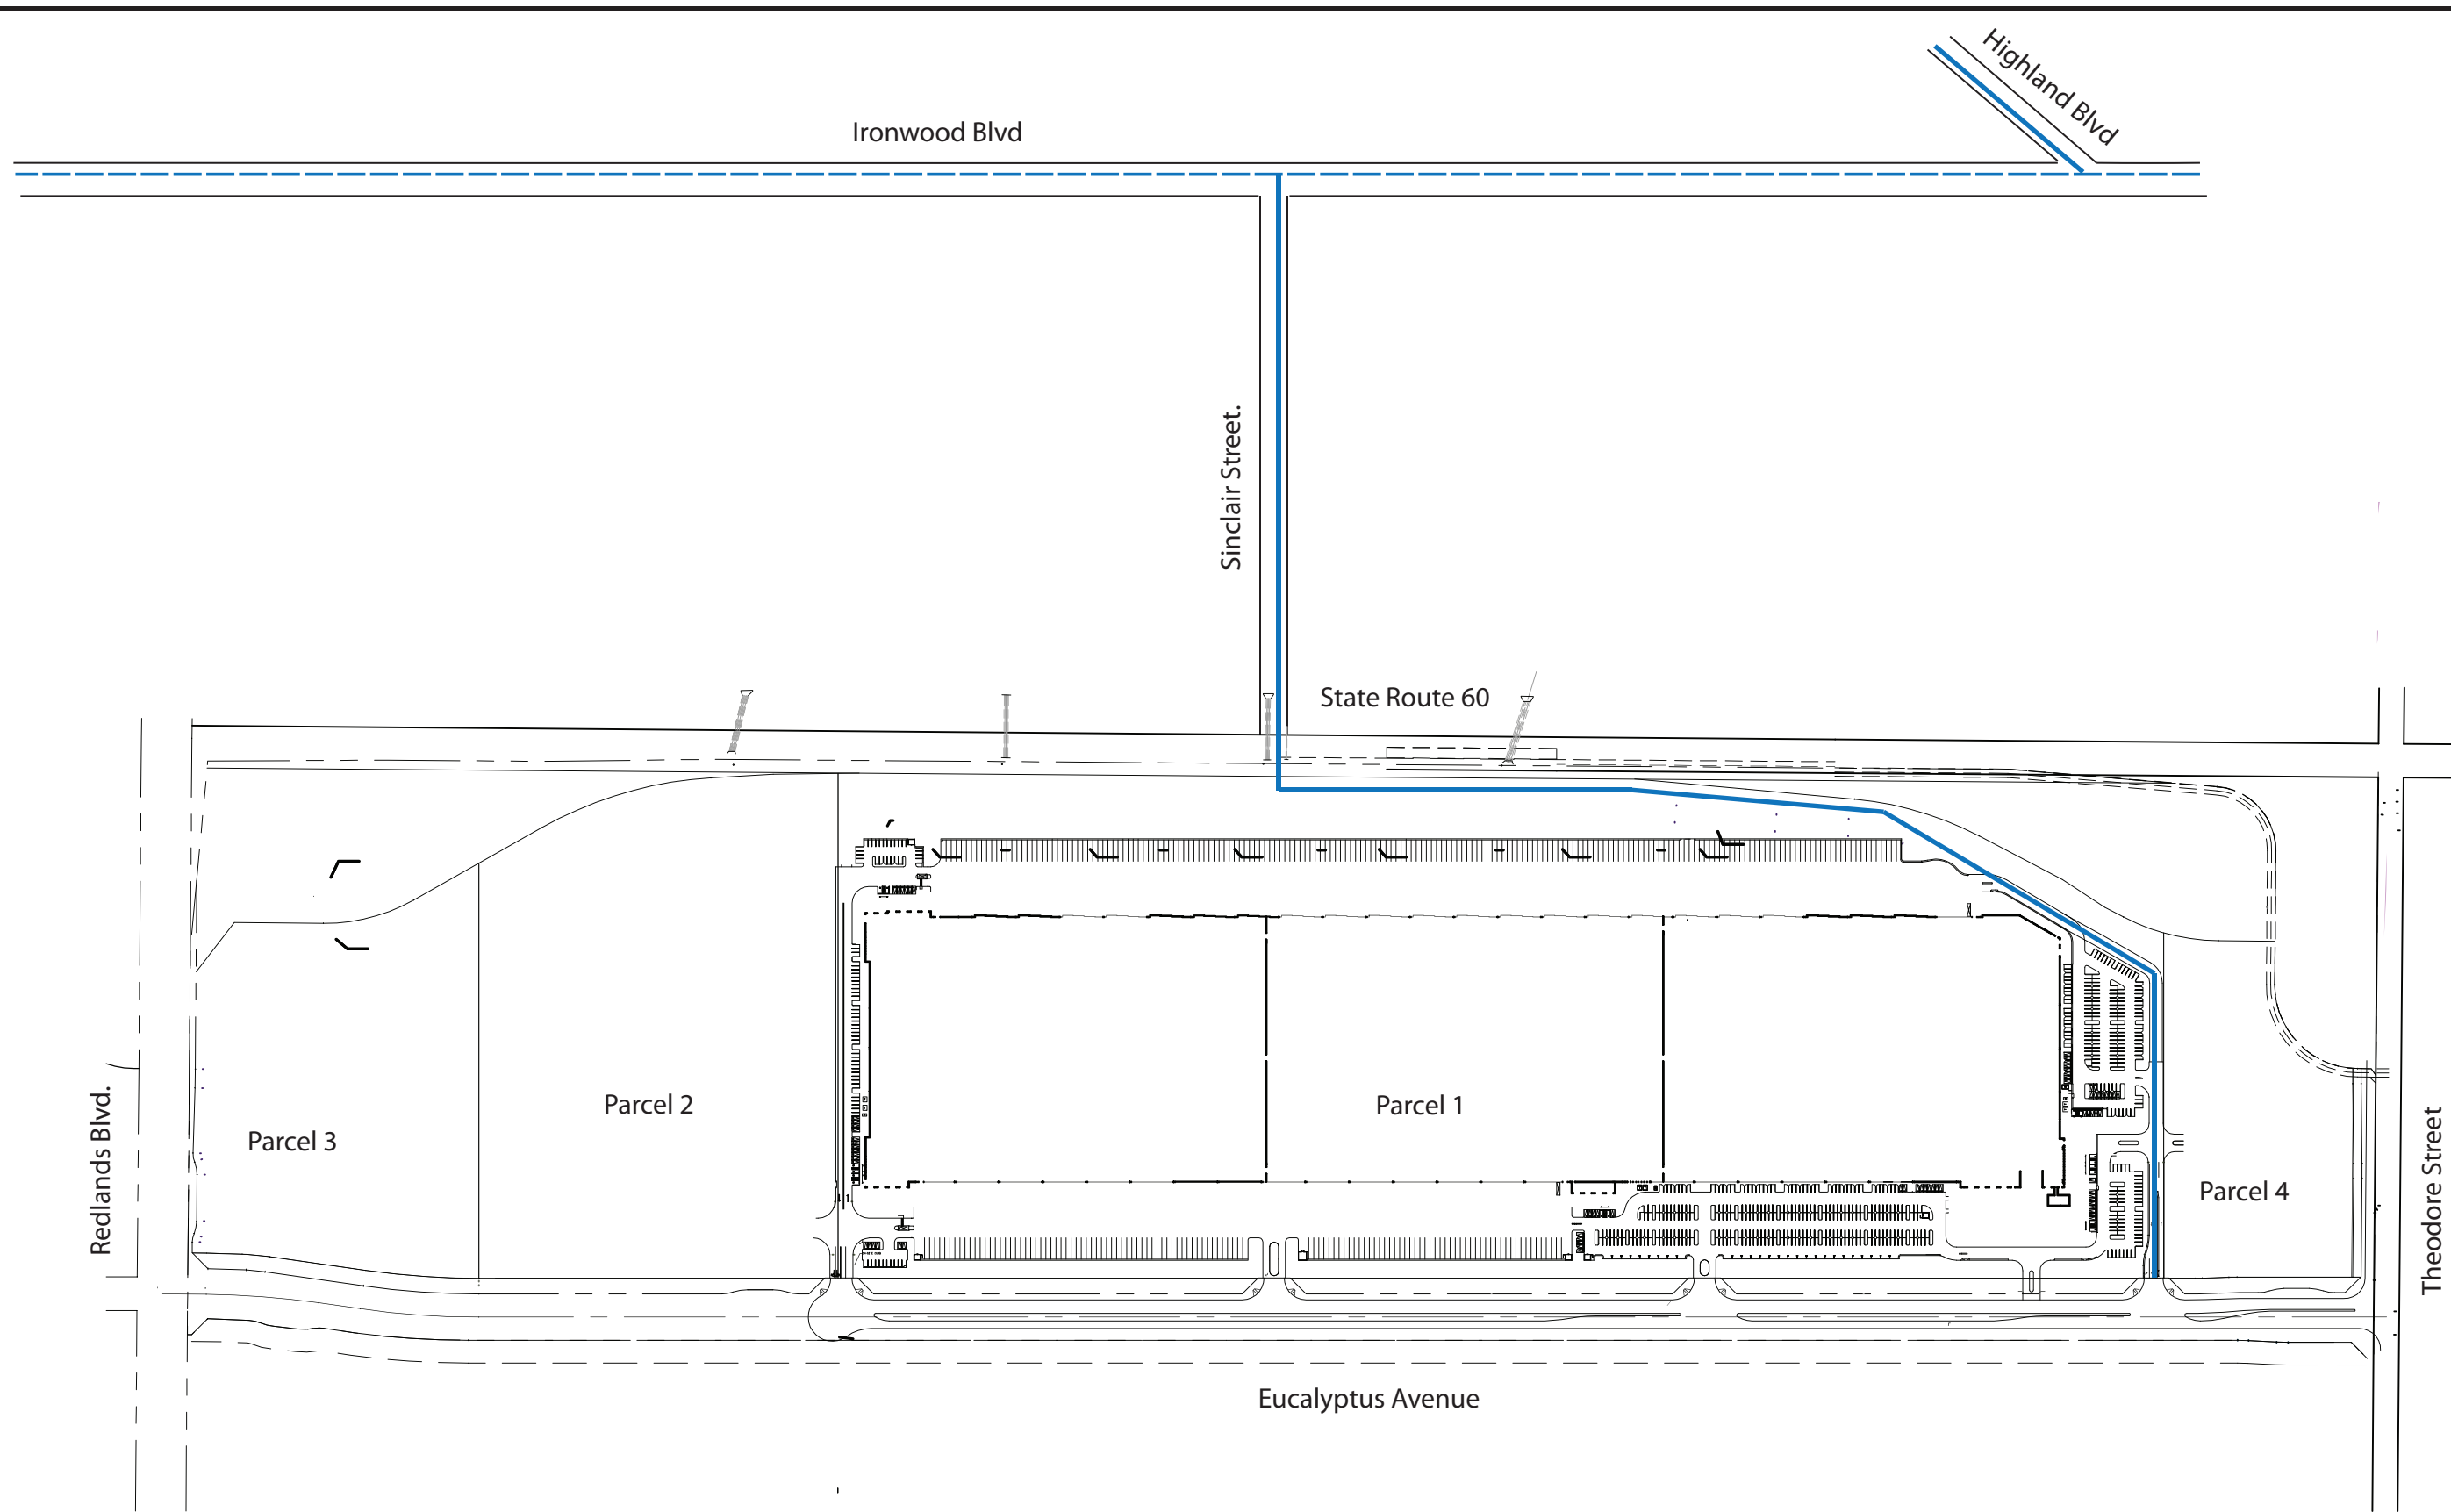 Highland Blvd
Ironwood Blvd
Sinclair Street.
State Route 60
Redlands Blvd.
Parcel 3
Parcel 2
Parcel 1
Parcel 4
Theodore Street
Eucalyptus Avenue